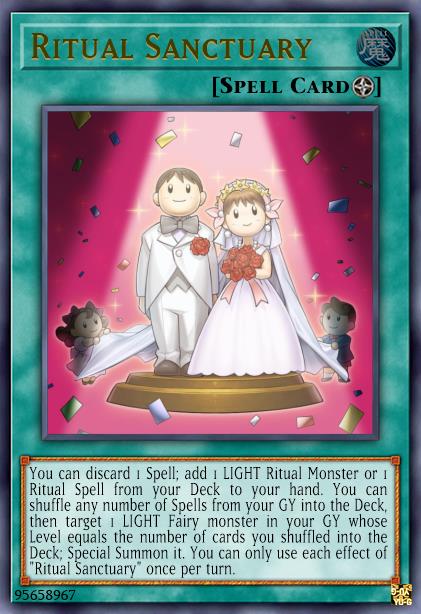 Ritual Sanctuary
SPELL
魔
[Spell Card]
You can discard 1 Spell; add 1 LIGHT Ritual Monster or 1
Ritual Spell from your Deck to your hand. You can
shuffle any number of Spells from your GY into the Deck,
then target 1 LIGHT Fairy monster in your GY whose
Level equals the number of cards you shuffled into the
Deck; Special Summon it. You can only use each effect of
"Ritual Sanctuary" once per turn.
95658967